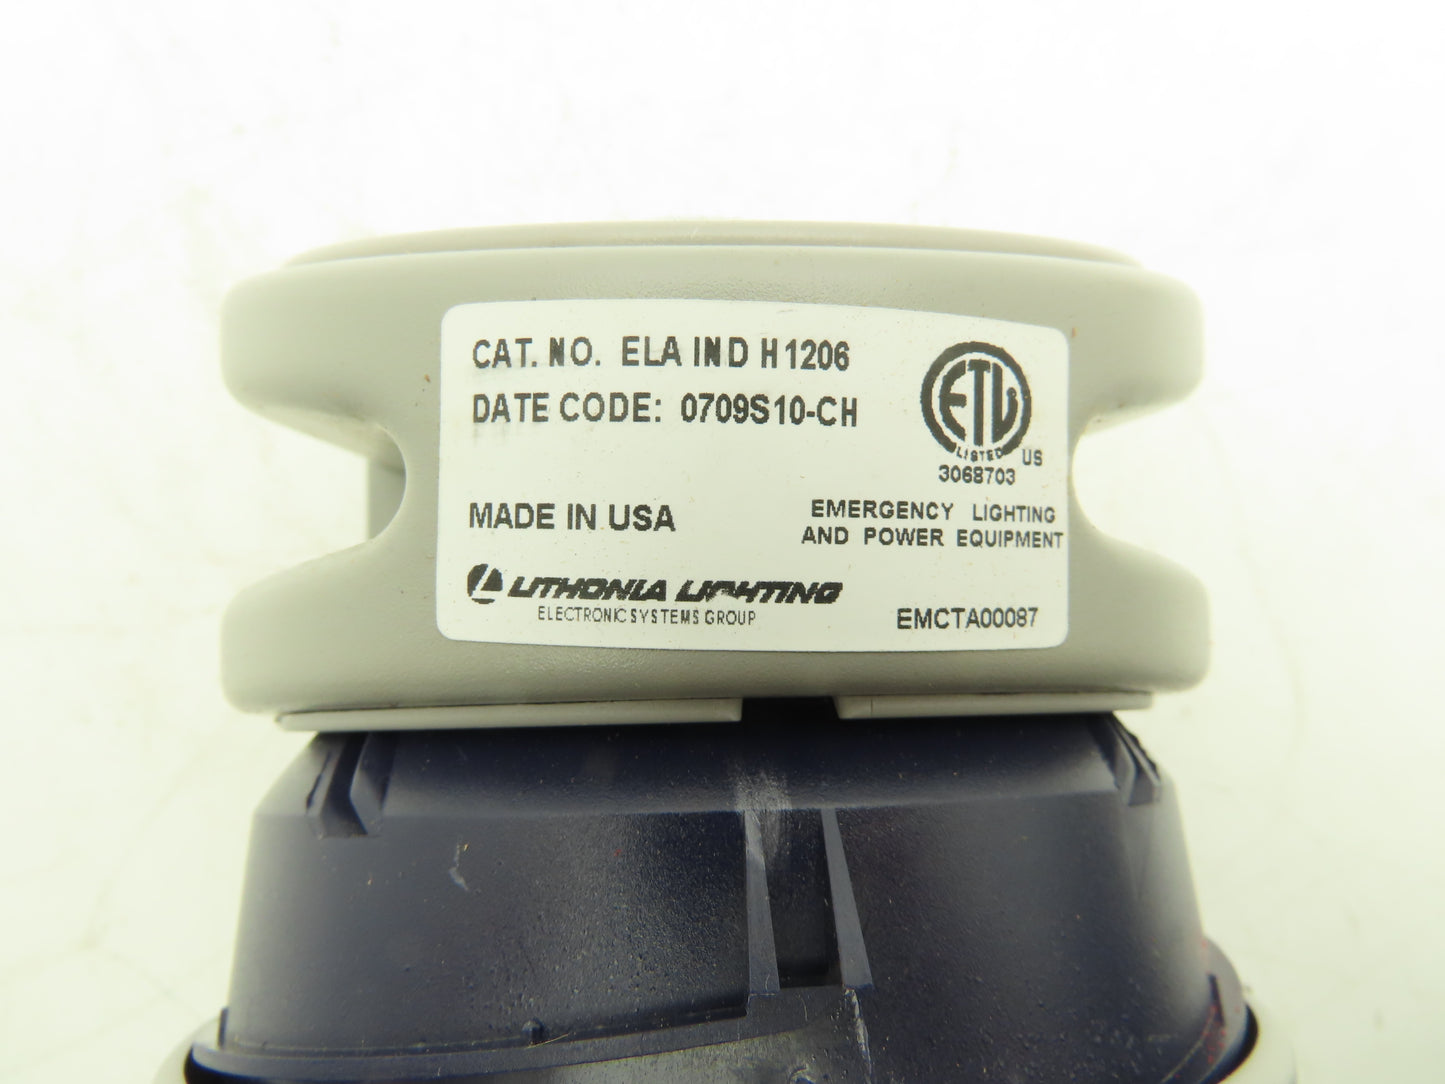 CAT. NO. ELA IND H1206
DATE CODE: 0709S10-CH
ETL
LISTED
US
3068703
MADE IN USA
EMERGENCY LIGHTING
AND POWER EQUIPMENT
LITHONIA LIGHTING
ELECTRONIC SYSTEMS GROUP
EMCTA00087